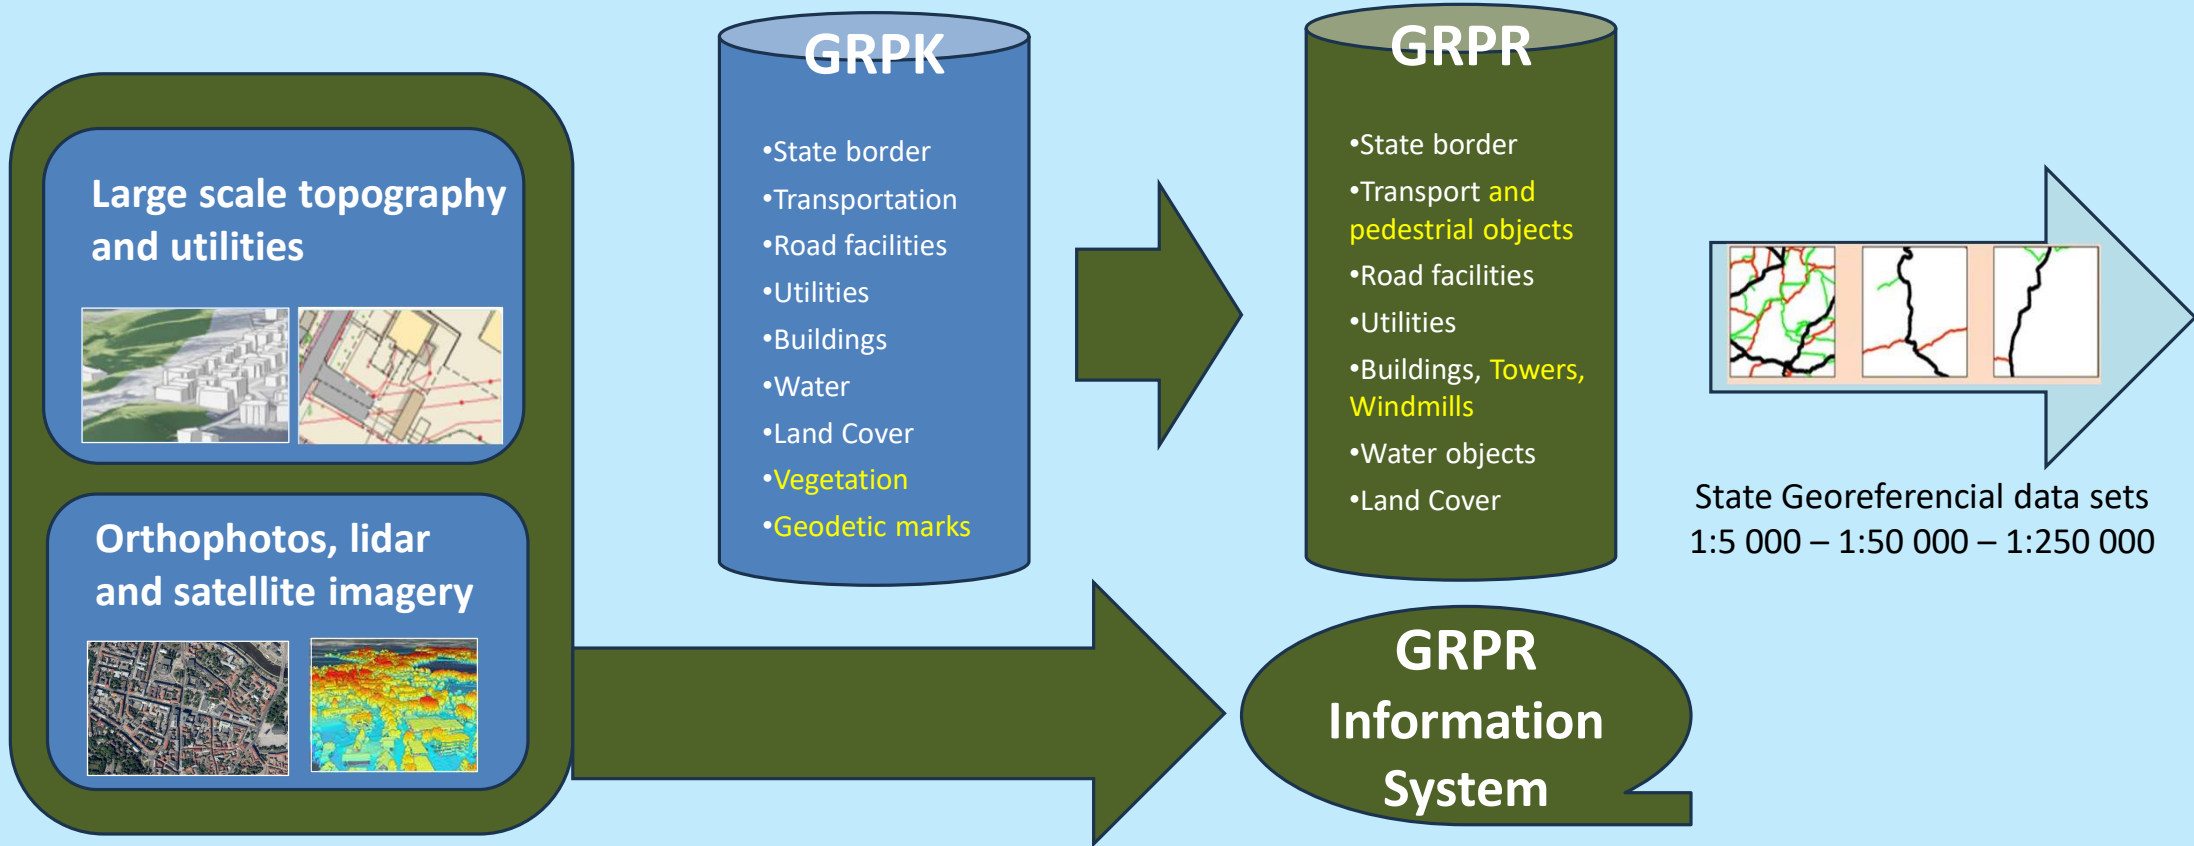 Large scale topography
and utilities
Orthophotos, lidar
and satellite imagery
GRPK
•State border
•Transportation
•Road facilities
•Utilities
•Buildings
•Water
•Land Cover
•Vegetation
•Geodetic marks
GRPR
•State border
•Transport and
pedestrial objects
•Road facilities
•Utilities
•Buildings, Towers,
Windmills
•Water objects
•Land Cover
GRPR
Information
System
State Georeferencial data sets
1:5 000 – 1:50 000 – 1:250 000